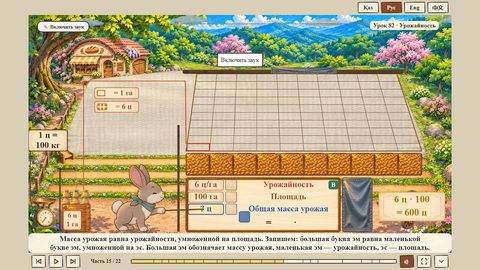 Қаз
Рус
Eng
中文
Включить звук
Урок 82 · Урожайность
Включить звук
= 1 га
= 6 ц
1 ц =
100 кг
6 ц/га
Урожайность
В
100 га
Площадь
? ц
Общая масса урожая
= ·
6 ц
1 га
6 ц · 100
= 600 ц
Масса урожая равна урожайности, умноженной на площадь. Запишем: большая буква эм равна маленькой
букве эм, умноженной на эс. Большая эм обозначает массу урожая, маленькая эм — урожайность, эс — площадь.
Часть 15 / 22